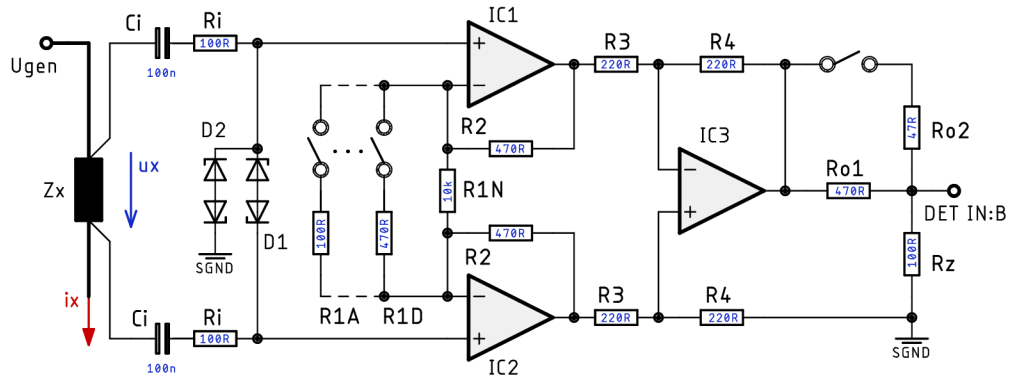 Ugen
Ci
100n
Ri
100R
IC1
+
−
R3
220R
R4
220R
D2
R2
470R
47R
Ro2
IC3
−
+
Ro1
470R
DET IN:B
Zx
ux
10k
R1N
100R
470R
R2
470R
D1
SGND
100R
Rz
ix
R1A
R1D
Ci
100n
Ri
100R
−
+
IC2
R3
220R
R4
220R
SGND